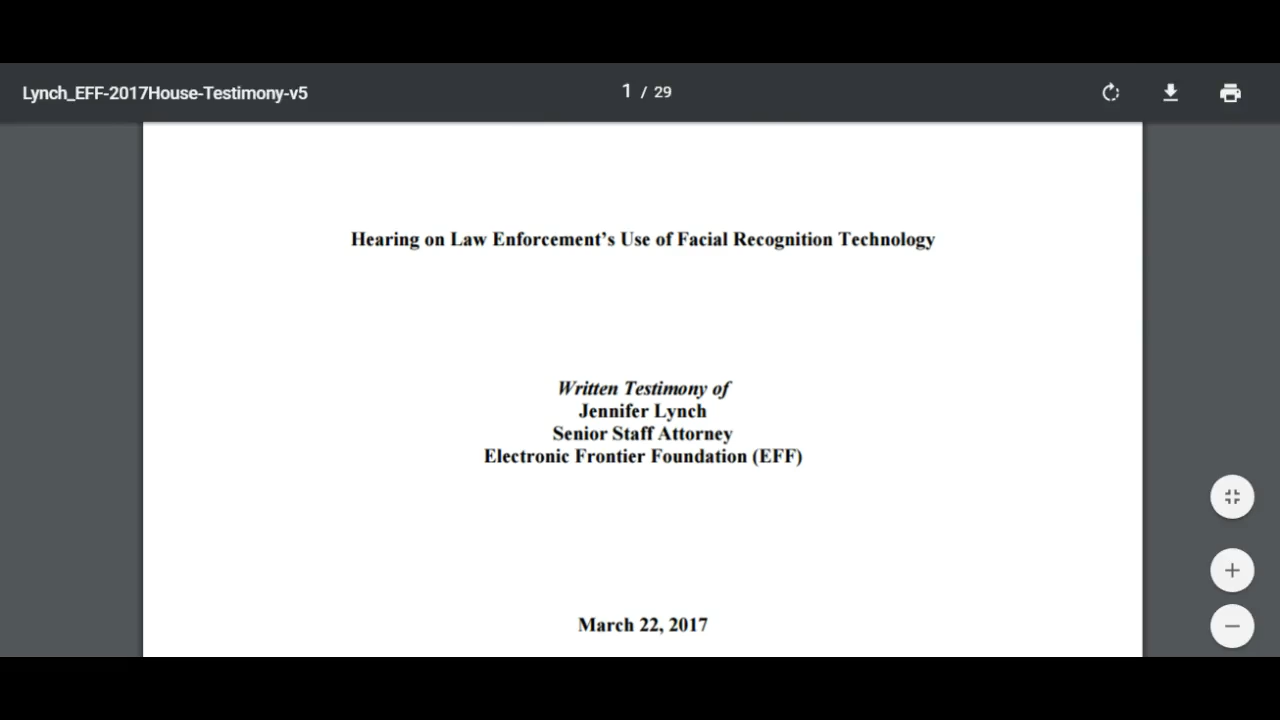 Lynch_EFF-2017House-Testimony-v5
1 / 29
Hearing on Law Enforcement’s Use of Facial Recognition Technology
Written Testimony of
Jennifer Lynch
Senior Staff Attorney
Electronic Frontier Foundation (EFF)
March 22, 2017